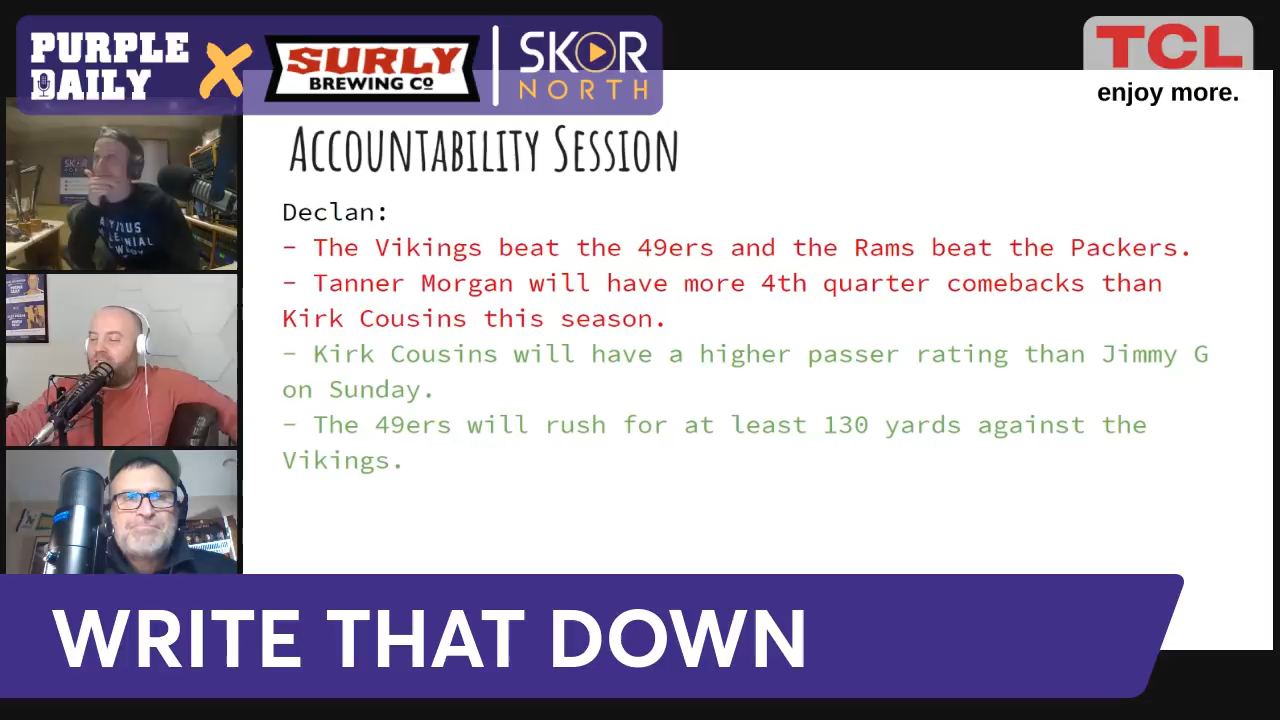 PURPLE
DAILY
X
SURLY
BREWING CO
SKOR
NORTH
TCL
enjoy more.
Accountability Session
Declan:
- The Vikings beat the 49ers and the Rams beat the Packers.
- Tanner Morgan will have more 4th quarter comebacks than
Kirk Cousins this season.
- Kirk Cousins will have a higher passer rating than Jimmy G
on Sunday.
- The 49ers will rush for at least 130 yards against the
Vikings.
WRITE THAT DOWN